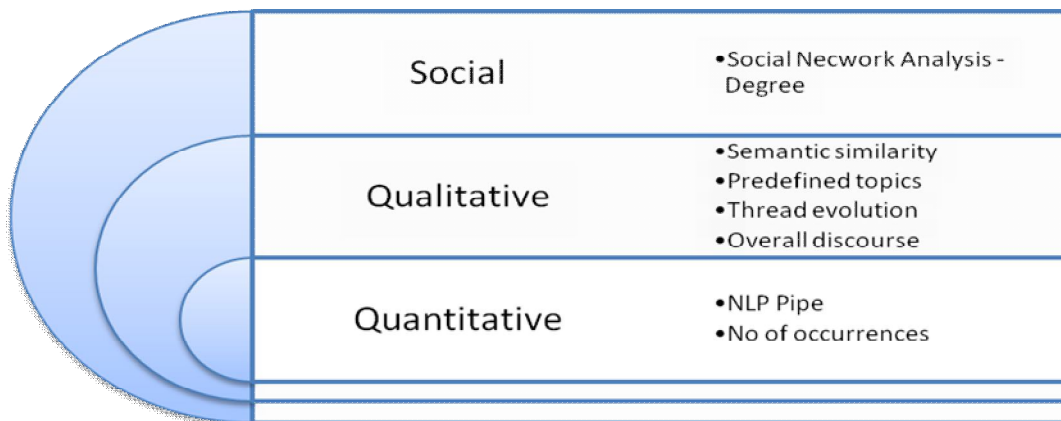 Social
•Social Necwork Analysis -
Degree
Qualitative
•Semantic similarity
•Predefined topics
•Thread evolution
•Overall discourse
Quantitative
•NLP Pipe
•No of occurrences